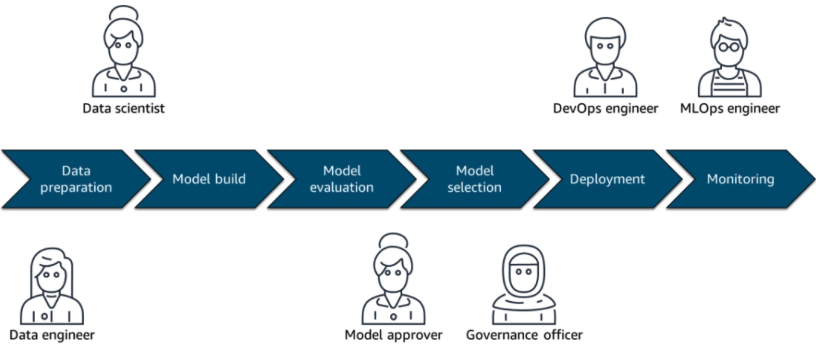 Data scientist
DevOps engineer
MLOps engineer
Data
preparation
Model build
Model
evaluation
Model
selection
Deployment
Monitoring
Data engineer
Model approver
Governance officer